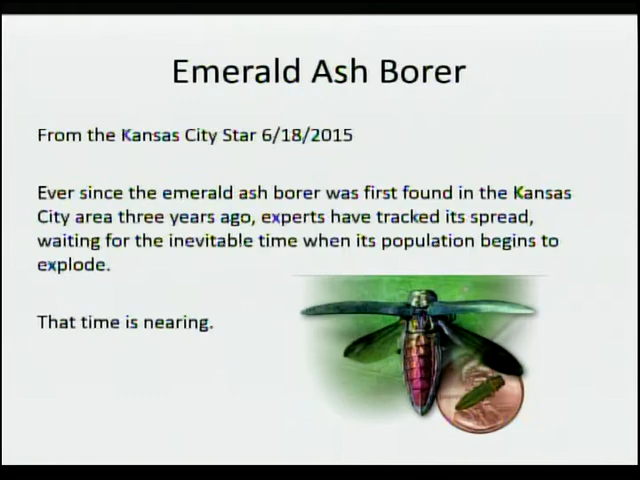 Emerald Ash Borer
From the Kansas City Star 6/18/2015
Ever since the emerald ash borer was first found in the Kansas
City area three years ago, experts have tracked its spread,
waiting for the inevitable time when its population begins to
explode.
That time is nearing.